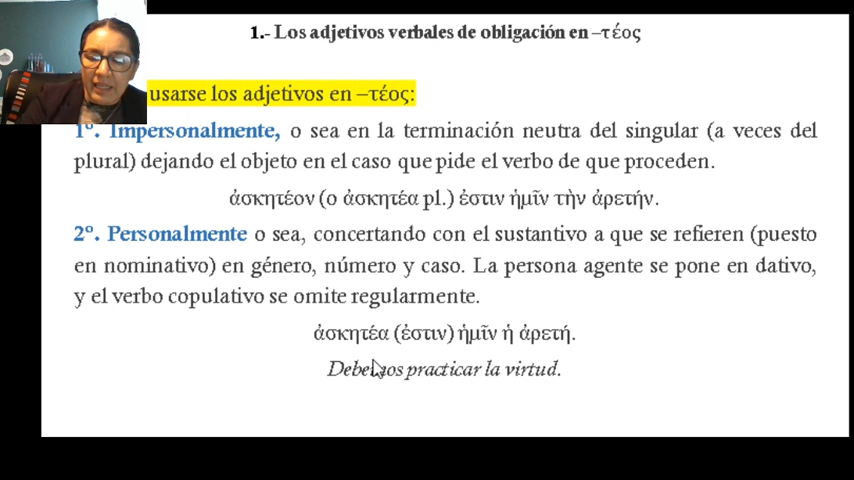 1.- Los adjetivos verbales de obligación en –τέος
usarse los adjetivos en –τέος:
1º. Impersonalmente, o sea en la terminación neutra del singular (a veces del
plural) dejando el objeto en el caso que pide el verbo de que proceden.
ἀσκητέον (o ἀσκητέα pl.) ἐστιν ἡμῖν τὴν ἀρετήν.
2º. Personalmente o sea, concertando con el sustantivo a que se refieren (puesto
en nominativo) en género, número y caso. La persona agente se pone en dativo,
y el verbo copulativo se omite regularmente.
ἀσκητέα (ἐστιν) ἡμῖν ἡ ἀρετή.
Debemos practicar la virtud.